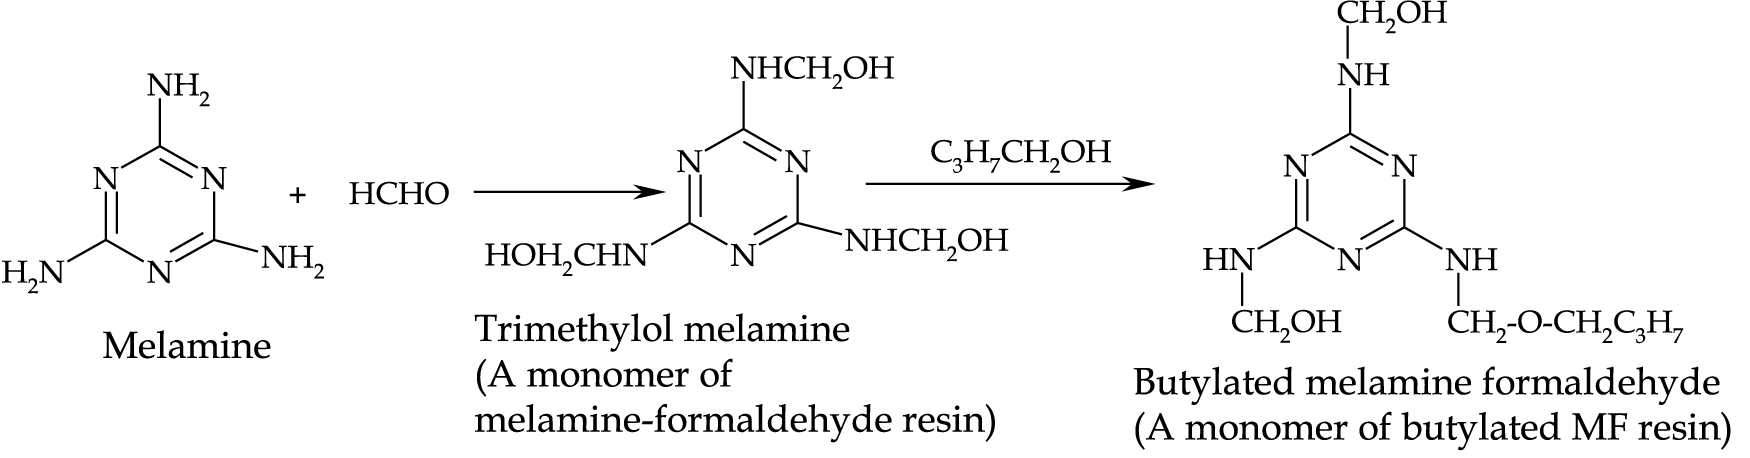 NH₂
N
N
N
H₂N
NH₂
Melamine
+
HCHO
NHCH₂OH
N
N
N
HOH₂CHN
NHCH₂OH
Trimethylol melamine
(A monomer of
melamine-formaldehyde resin)
C₃H₇CH₂OH
CH₂OH
NH
N
N
N
HN
NH
CH₂OH
CH₂-O-CH₂C₃H₇
Butylated melamine formaldehyde
(A monomer of butylated MF resin)